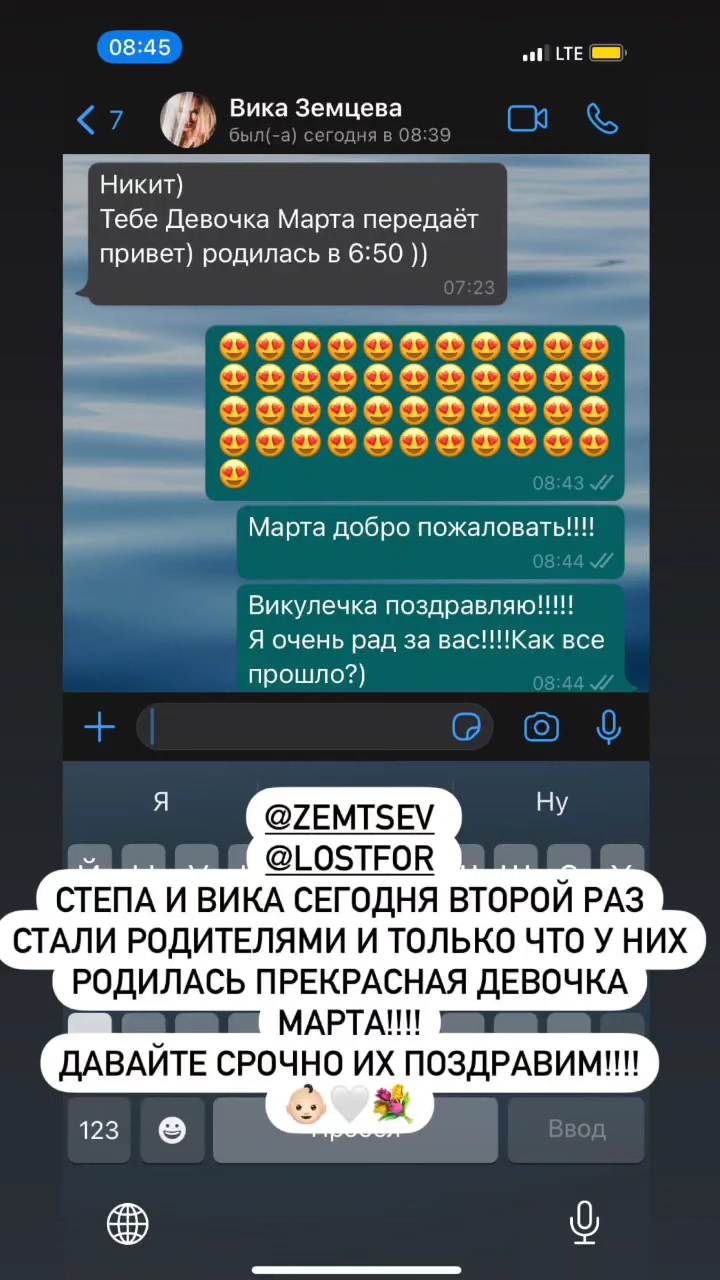 08:45
LTE
7
Вика Земцева
был(-а) сегодня в 08:39
Никит)
Тебе Девочка Марта передаёт
привет) родилась в 6:50 ))
07:23
😍😍😍😍😍😍😍😍😍😍😍
😍😍😍😍😍😍😍😍😍😍😍
😍😍😍😍😍😍😍😍😍😍😍
😍😍😍😍😍😍😍😍😍😍😍
😍
08:43
Марта добро пожаловать!!!!
08:44
Викулечка поздравляю!!!!!
Я очень рад за вас!!!!Как все
прошло?)
08:44
Я
Ну
@ZEMTSEV
@LOSTFOR
СТЕПА И ВИКА СЕГОДНЯ ВТОРОЙ РАЗ
СТАЛИ РОДИТЕЛЯМИ И ТОЛЬКО ЧТО У НИХ
РОДИЛАСЬ ПРЕКРАСНАЯ ДЕВОЧКА
МАРТА!!!!
ДАВАЙТЕ СРОЧНО ИХ ПОЗДРАВИМ!!!!
👶🏻🤍💐
123
Ввод